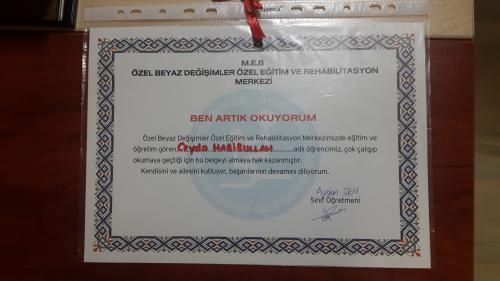 M.E.B
ÖZEL BEYAZ DEĞİŞİMLER ÖZEL EĞİTİM VE REHABİLİTASYON
MERKEZİ
BEN ARTIK OKUYORUM
Özel Beyaz Değişimler Özel Eğitim ve Rehabilitasyon Merkezimizde eğitim ve
öğretim gören Ceyda HABİBULLAH adlı öğrencimiz, çok çalışıp
okumaya geçtiği için bu belgeyi almaya hak kazanmıştır.
Kendisini ve ailesini kutluyor, başarılarının devamını diliyorum.
Aydan ŞEN
Sınıf Öğretmeni